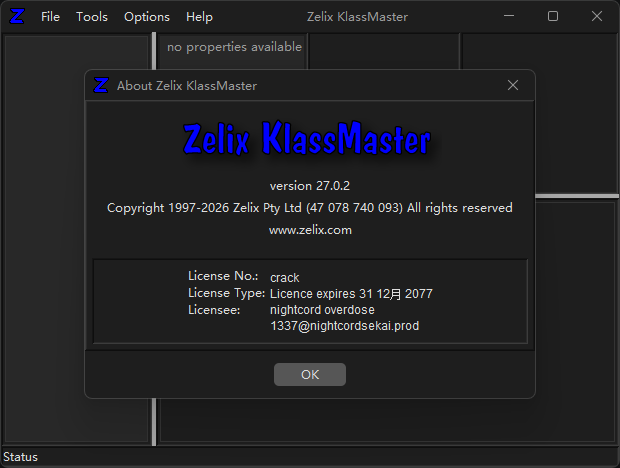 Z File Tools Options Help Zelix KlassMaster
no properties available
Z About Zelix KlassMaster
Zelix KlassMaster
version 27.0.2
Copyright 1997-2026 Zelix Pty Ltd (47 078 740 093) All rights reserved
www.zelix.com
License No.: crack
License Type: Licence expires 31 12月 2077
Licensee: nightcord overdose
1337@nightcordsekai.prod
OK
Status